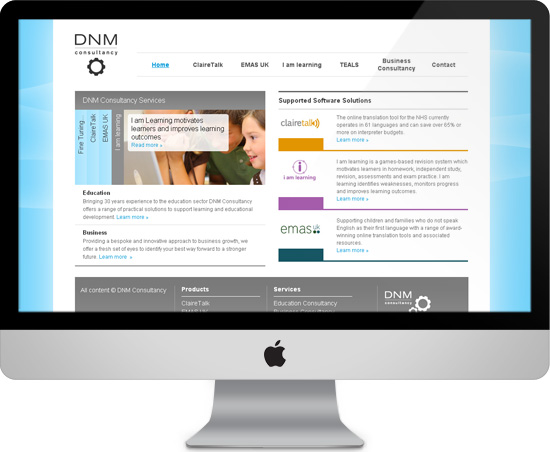 DNM
consultancy
Home ClaireTalk EMAS UK I am learning TEALS Business Consultancy Contact
DNM Consultancy Services
Fine Tuning
ClaireTalk
EMAS UK
I am learning
I am Learning motivates
learners and improves learning
outcomes
Read more »
Education
Bringing 30 years experience to the education sector DNM Consultancy
offers a range of practical solutions to support learning and educational
development. Learn more »
Business
Providing a bespoke and innovative approach to business growth, we
offer a fresh set of eyes to identify your best way forward to a stronger
future. Learn more »
Supported Software Solutions
clairetalk
The online translation tool for the NHS currently
operates in 61 languages and can save over 65% or
more on interpreter budgets.
Learn more »
i am learning
I am learning is a games-based revision system which
motivates learners in homework, independent study,
revision, assessments and exam practice. I am
learning identifies weaknesses, monitors progress
and improves learning outcomes.
Learn more »
emas uk
Supporting children and families who do not speak
English as their first language with a range of award-
winning online translation tools and associated
resources.
Learn more »
All content © DNM Consultancy
Products
ClaireTalk
EMAS UK
Services
Education Consultancy
Business Consultancy
DNM
consultancy